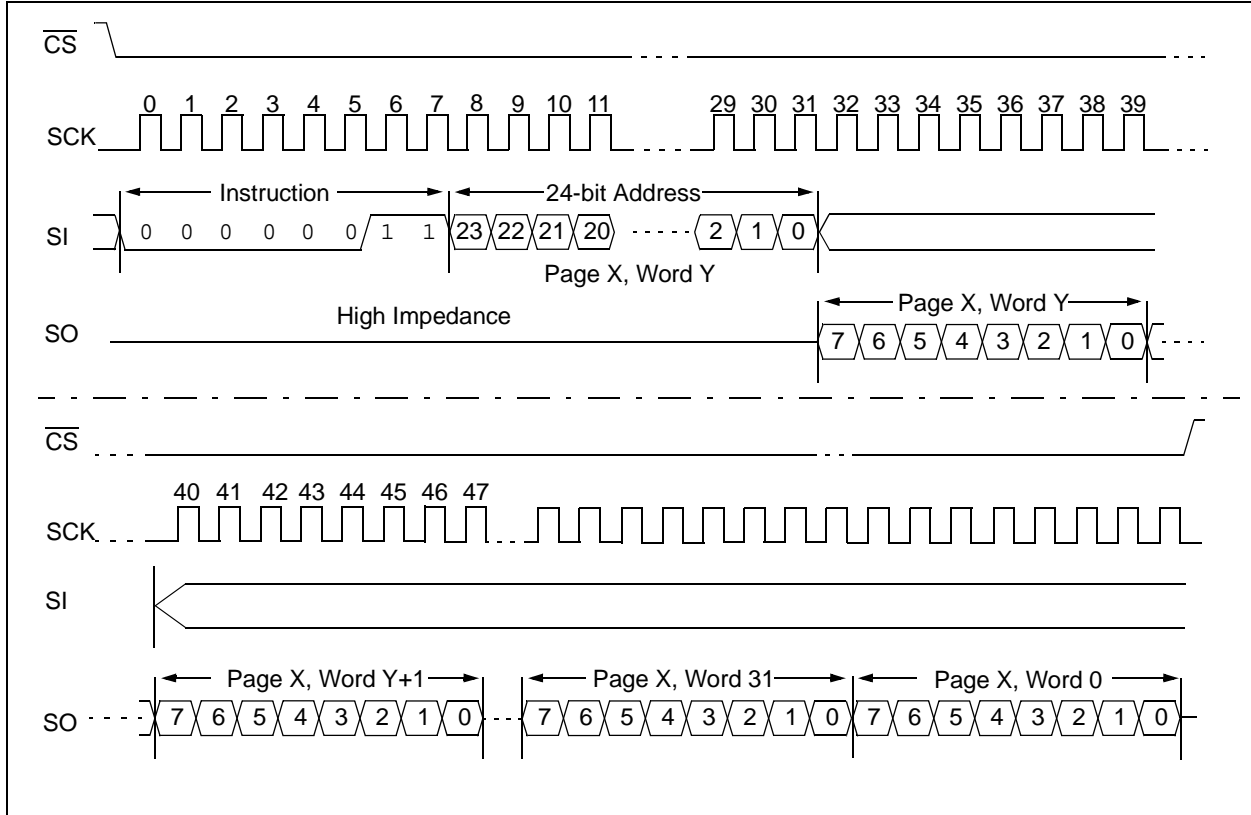 CS
0 1 2 3 4 5 6 7 8 9 10 11 29 30 31 32 33 34 35 36 37 38 39
SCK
Instruction 24-bit Address
SI 0 0 0 0 0 0 1 1 23 22 21 20 2 1 0
Page X, Word Y
High Impedance Page X, Word Y
SO 7 6 5 4 3 2 1 0
CS
40 41 42 43 44 45 46 47
SCK
SI
Page X, Word Y+1 Page X, Word 31 Page X, Word 0
SO 7 6 5 4 3 2 1 0 7 6 5 4 3 2 1 0 7 6 5 4 3 2 1 0